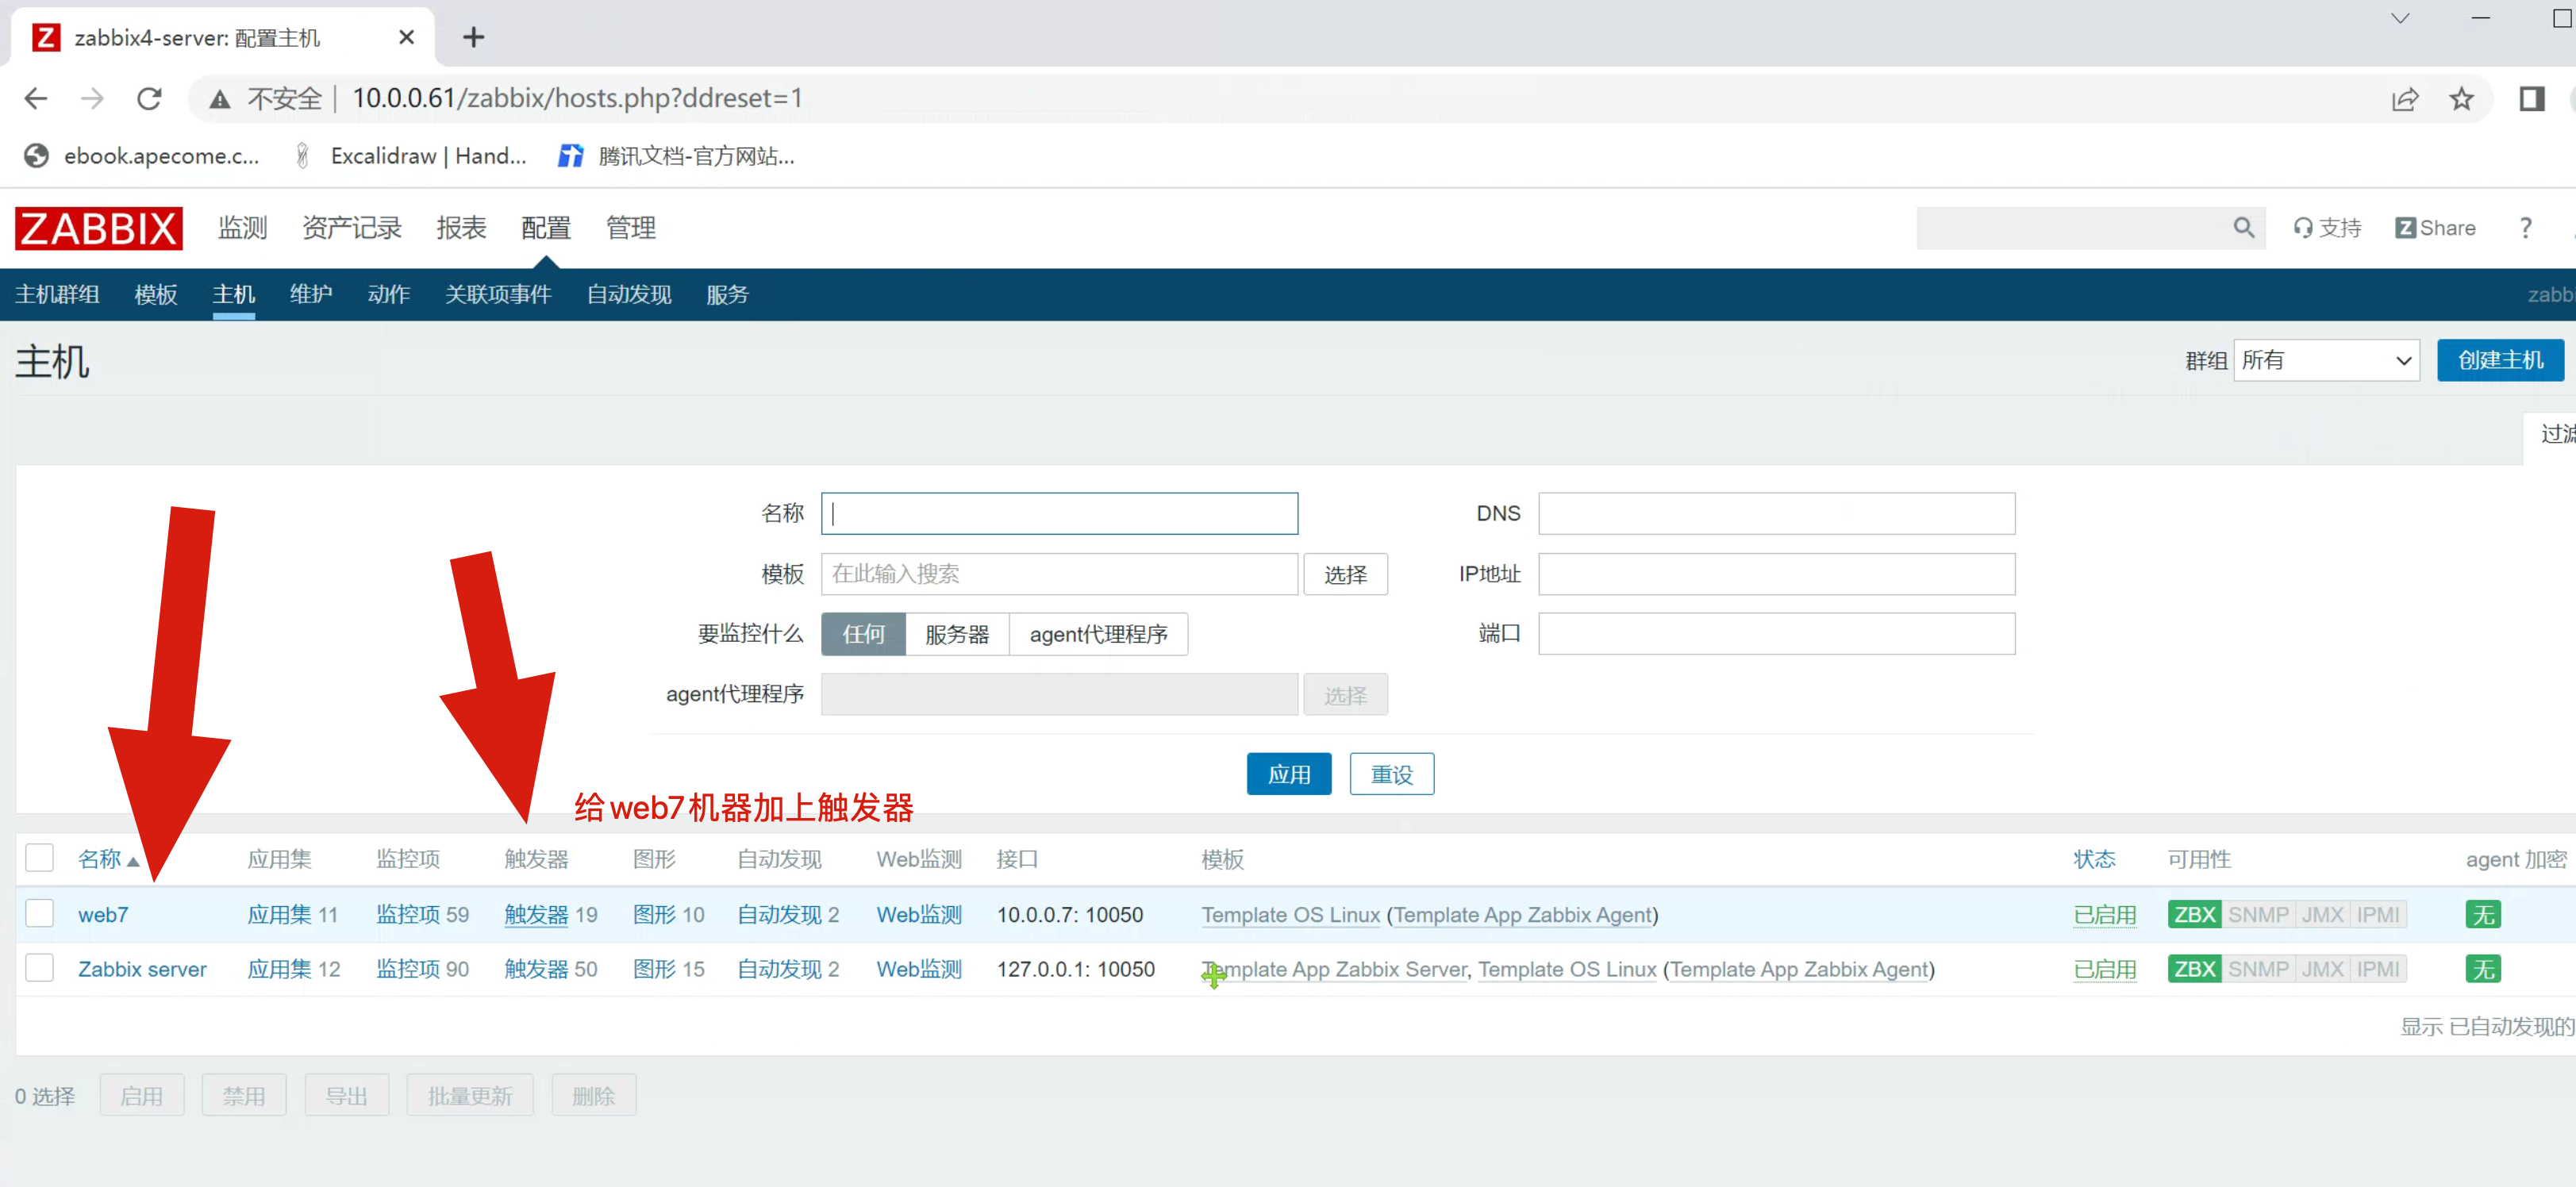 zabbix4-server: 配置主机
不安全 10.0.0.61/zabbix/hosts.php?ddreset=1
ebook.apecome.c... Excalidraw | Hand... 腾讯文档-官方网站...
ZABBIX 监测 资产记录 报表 配置 管理 支持 Z Share ?
主机群组 模板 主机 维护 动作 关联项事件 自动发现 服务 zabbi
主机 群组 所有 创建主机
过滤
名称 DNS
模板 在此输入搜索 选择 IP地址
要监控什么 任何 服务器 agent代理程序 端口
agent代理程序 选择
应用 重设
给web7机器加上触发器
名称 应用集 监控项 触发器 图形 自动发现 Web监测 接口 模板 状态 可用性 agent 加密
web7 应用集 11 监控项 59 触发器 19 图形 10 自动发现 2 Web监测 10.0.0.7: 10050 Template OS Linux (Template App Zabbix Agent) 已启用 ZBX SNMP JMX IPMI 无
Zabbix server 应用集 12 监控项 90 触发器 50 图形 15 自动发现 2 Web监测 127.0.0.1: 10050 Template App Zabbix Server, Template OS Linux (Template App Zabbix Agent) 已启用 ZBX SNMP JMX IPMI 无
显示 已自动发现的
0 选择 启用 禁用 导出 批量更新 删除